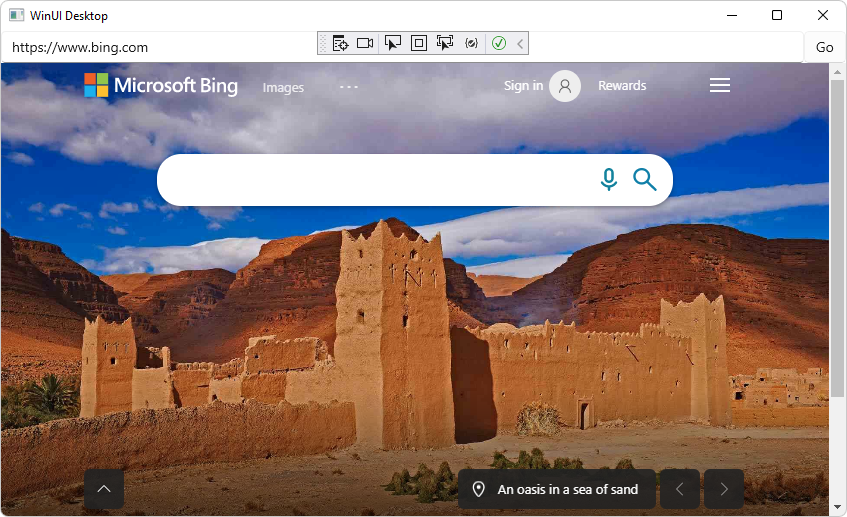 WinUI Desktop
https://www.bing.com
Go
Microsoft Bing
Images
Sign in
Rewards
An oasis in a sea of sand